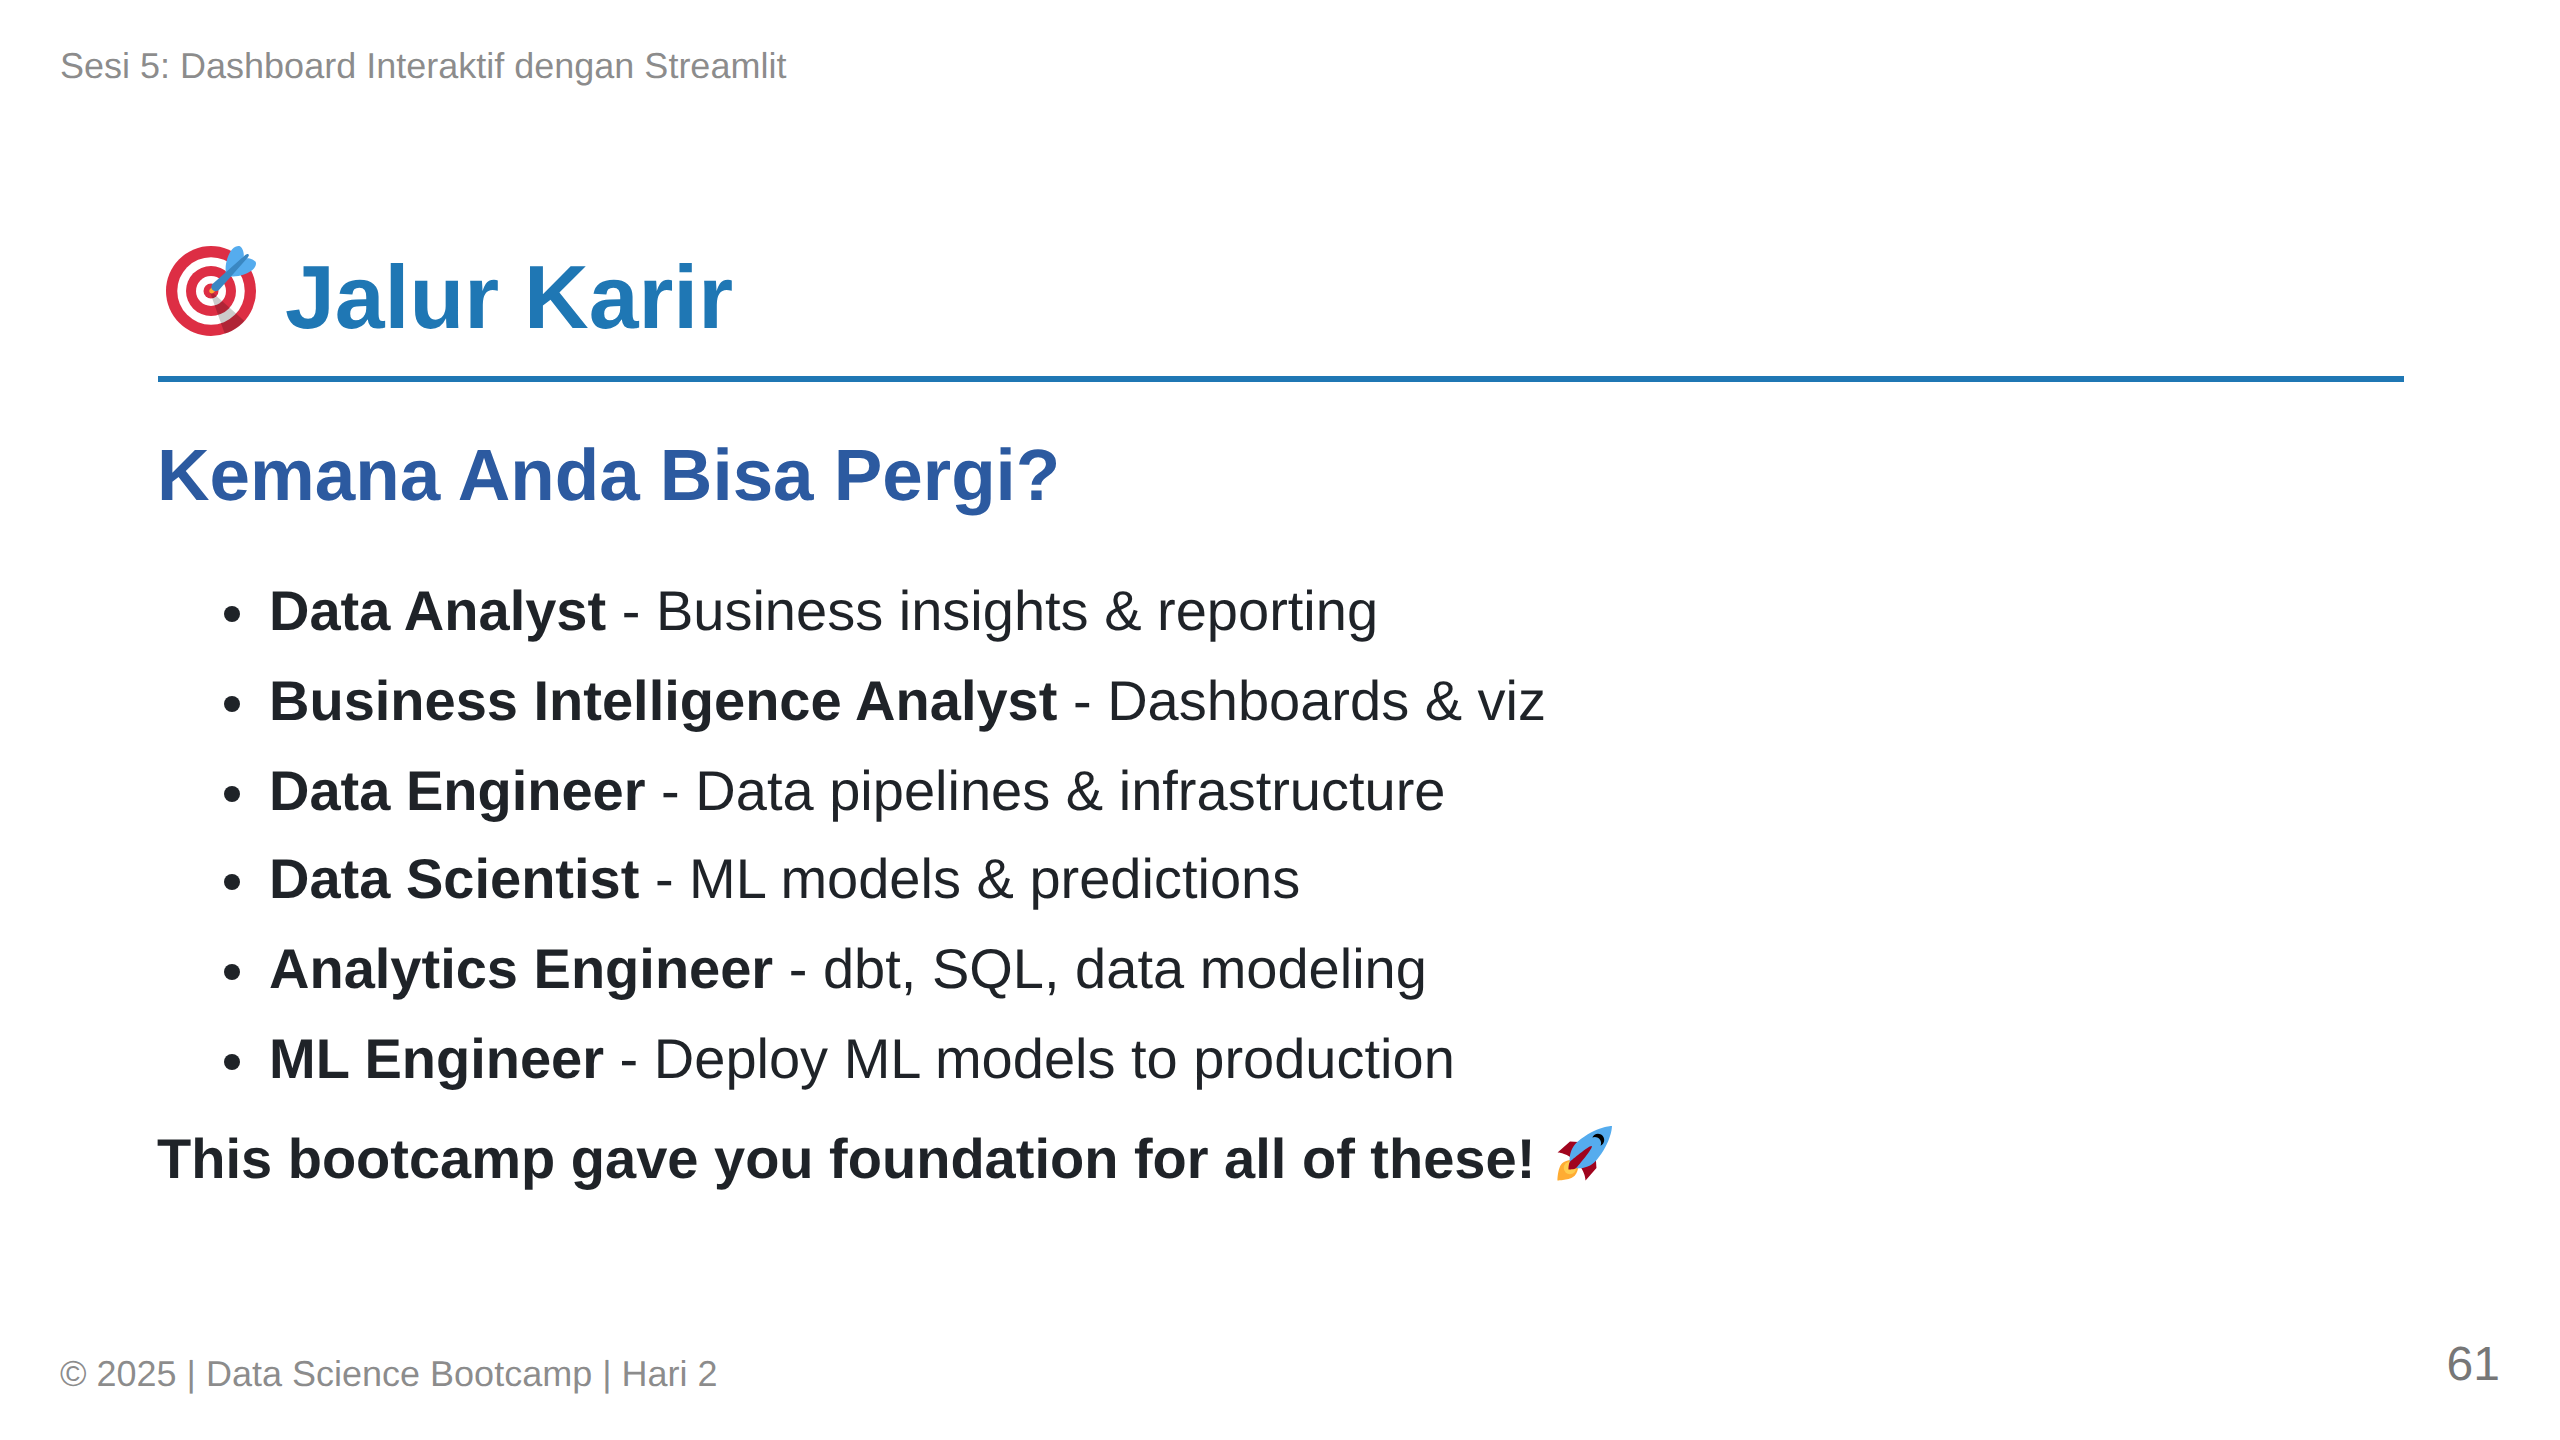 Sesi 5: Dashboard Interaktif dengan Streamlit
🎯 Jalur Karir
Kemana Anda Bisa Pergi?
• Data Analyst - Business insights & reporting
• Business Intelligence Analyst - Dashboards & viz
• Data Engineer - Data pipelines & infrastructure
• Data Scientist - ML models & predictions
• Analytics Engineer - dbt, SQL, data modeling
• ML Engineer - Deploy ML models to production
This bootcamp gave you foundation for all of these! 🚀
© 2025 | Data Science Bootcamp | Hari 2
61